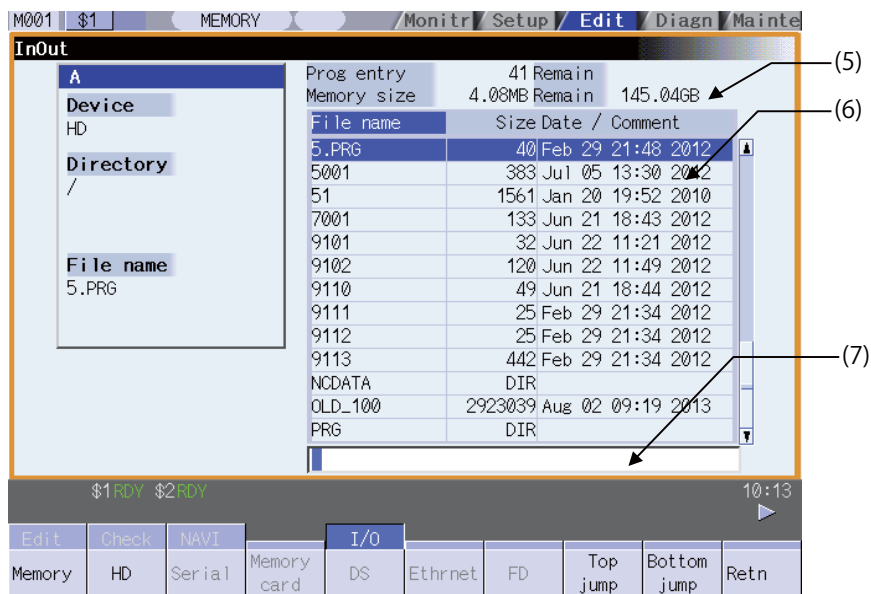 M001 $1 MEMORY Monitr Setup Edit Diagn Mainte
InOut
A
Device
HD
Directory
/
File name
5.PRG
Prog entry 41 Remain
Memory size 4.08MB Remain 145.04GB
File name Size Date / Comment
5.PRG 40 Feb 29 21:48 2012
5001 383 Jul 05 13:30 2012
51 1561 Jan 20 19:52 2010
7001 133 Jun 21 18:43 2012
9101 32 Jun 22 11:21 2012
9102 120 Jun 22 11:49 2012
9110 49 Jun 21 18:44 2012
9111 25 Feb 29 21:34 2012
9112 25 Feb 29 21:34 2012
9113 442 Feb 29 21:34 2012
NCDATA DIR
OLD_100 2923039 Aug 02 09:19 2013
PRG DIR
(5)
(6)
(7)
$1 RDY $2 RDY 10:13
Edit Check NAVI I/O
Memory HD Serial Memory card DS Ethrnet FD Top jump Bottom jump Retn